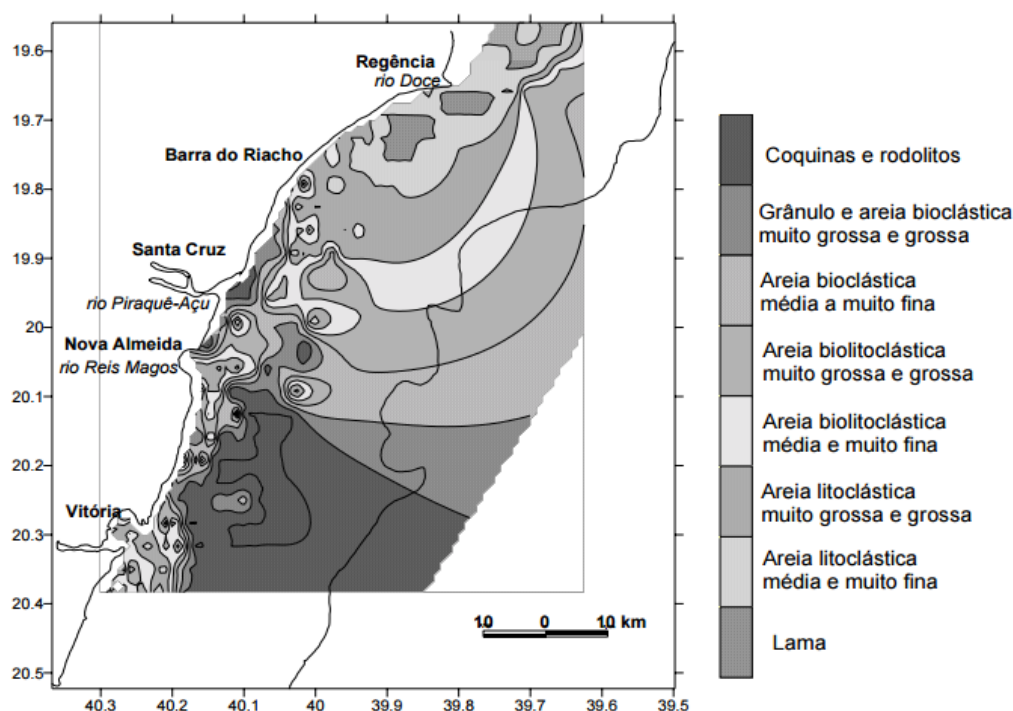 19.6
19.7
19.8
19.9
20
20.1
20.2
20.3
20.4
20.5
Regência
rio Doce
Barra do Riacho
Santa Cruz
rio Piraquê-Açu
Nova Almeida
rio Reis Magos
Vitória
10 0 10 km
40.3 40.2 40.1 40 39.9 39.8 39.7 39.6 39.5
Coquinas e rodolitos
Grânulo e areia bioclástica
muito grossa e grossa
Areia bioclástica
média a muito fina
Areia biolitoclástica
muito grossa e grossa
Areia biolitoclástica
média e muito fina
Areia litoclástica
muito grossa e grossa
Areia litoclástica
média e muito fina
Lama